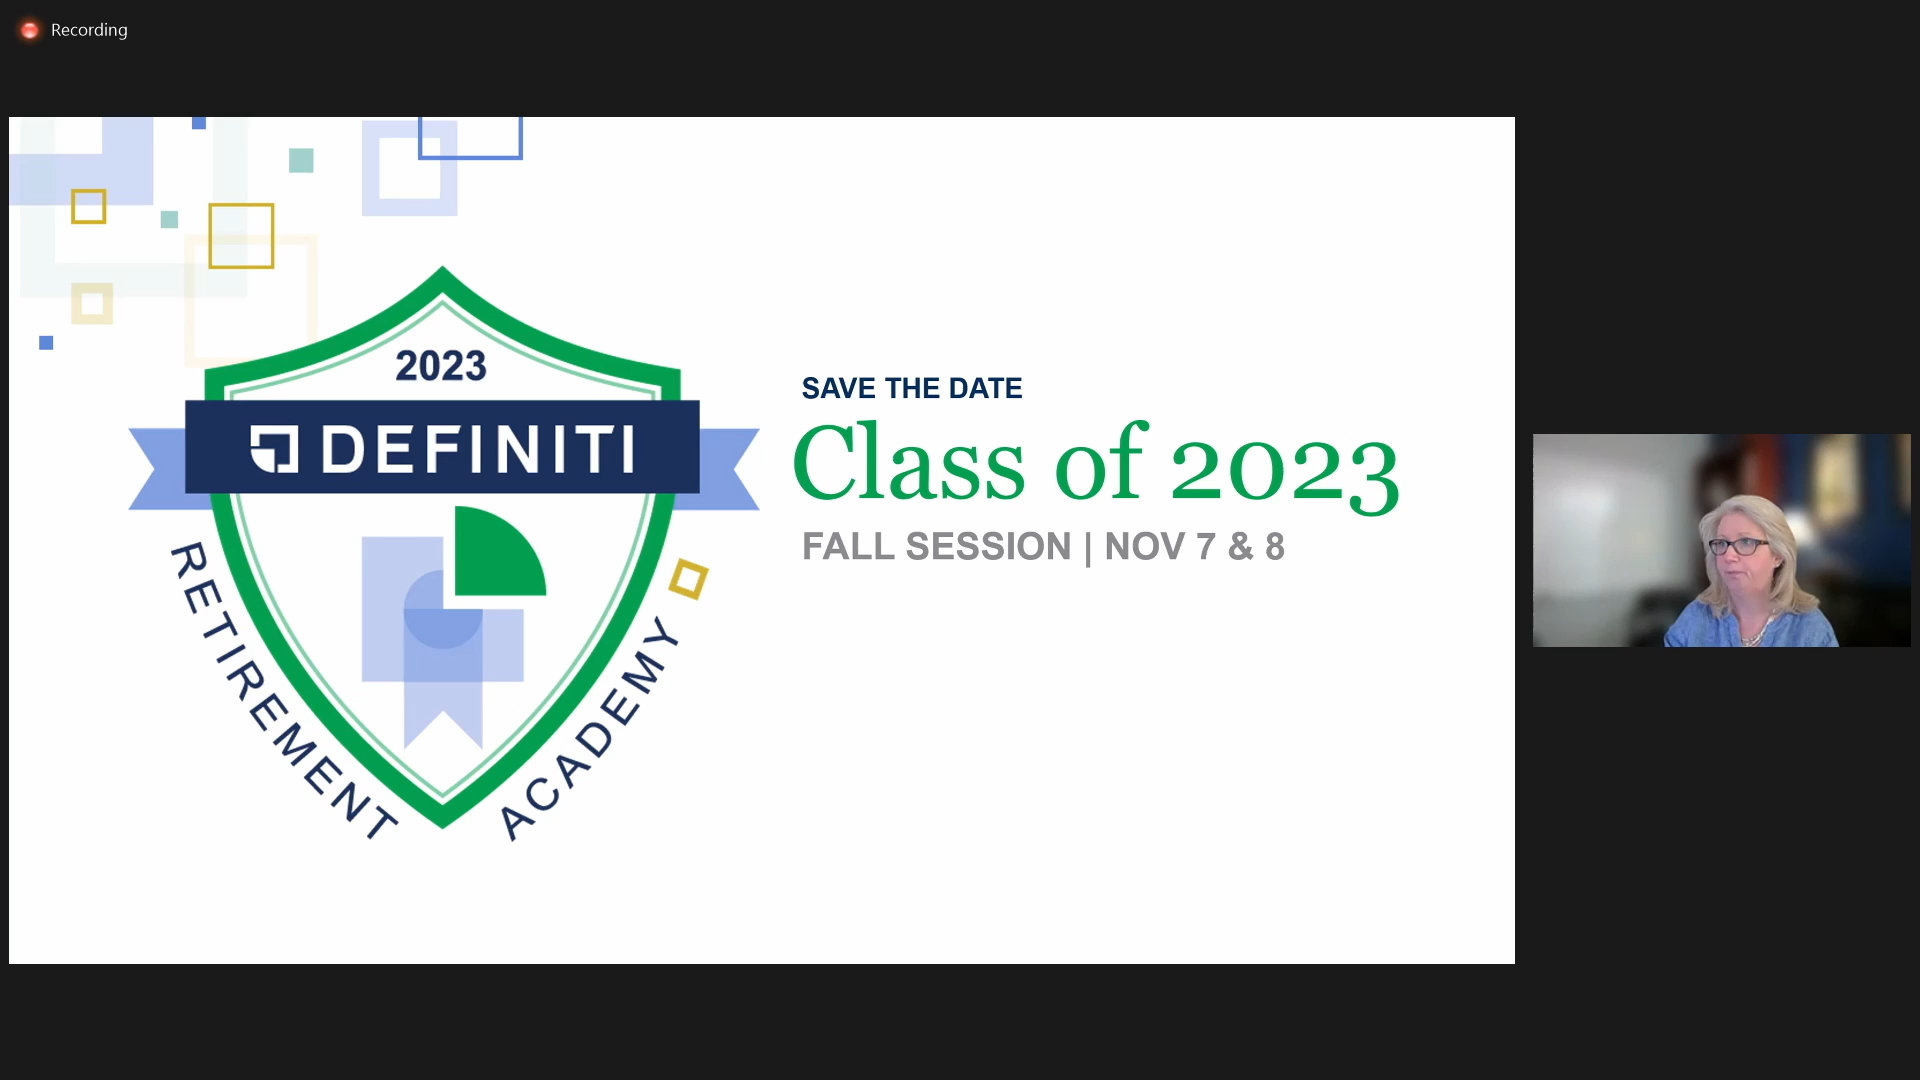 Recording
2023
DEFINITI
RETIREMENT ACADEMY
SAVE THE DATE
Class of 2023
FALL SESSION | NOV 7 & 8